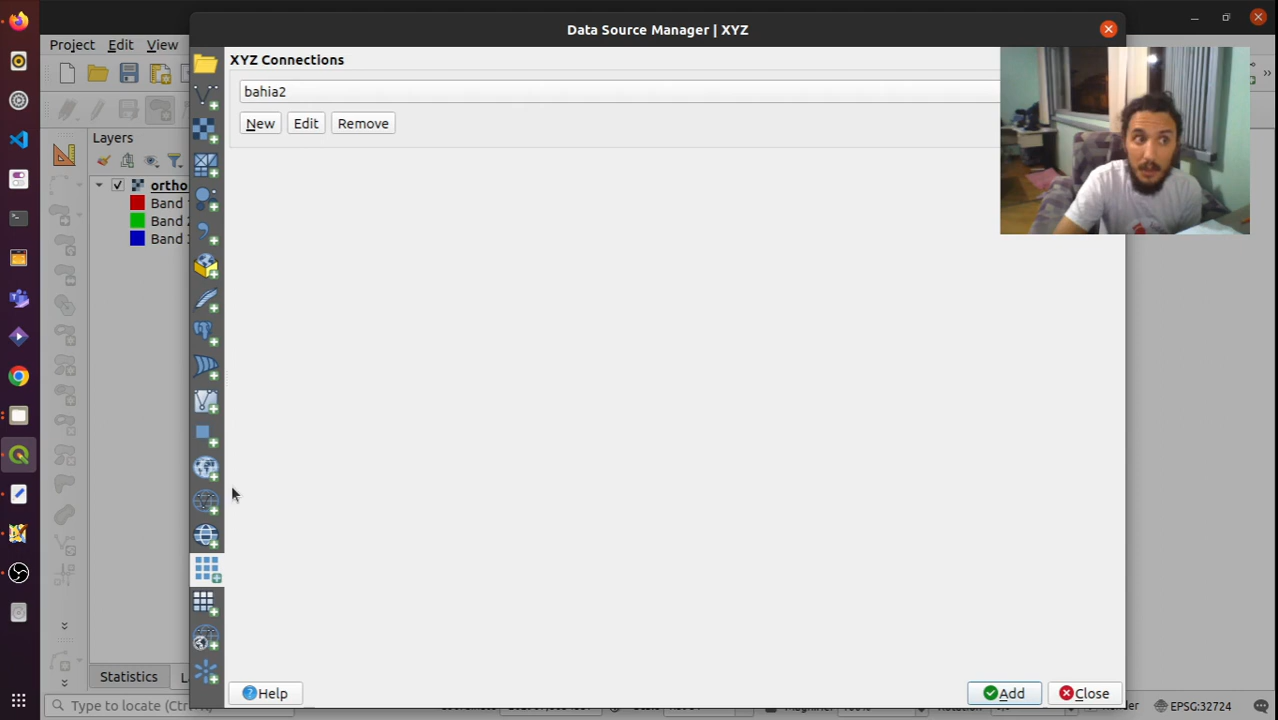 Data Source Manager | XYZ
Project Edit View
XYZ Connections
bahia2
New Edit Remove
Layers
ortho
Band
Band 2
Band
Statistics
Help
Add
Close
Type to locate (Ctrl+
EPSG:32724